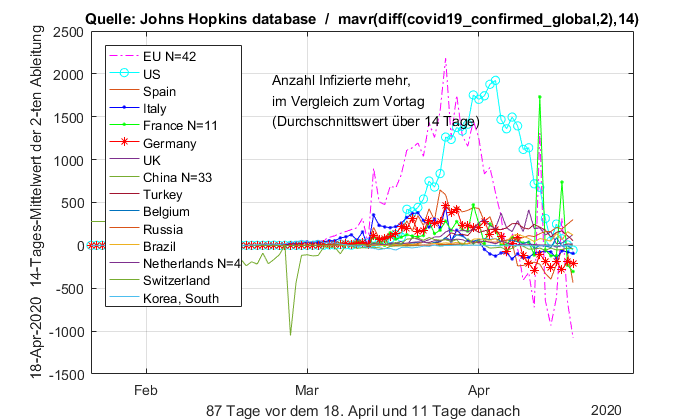 Quelle: Johns Hopkins database / mavr(diff(covid19_confirmed_global,2),14)
18-Apr-2020 14-Tages-Mittelwert der 2-ten Ableitung
2500
2000
1500
1000
500
0
-500
-1000
-1500
EU N=42
US
Spain
Italy
France N=11
Germany
UK
China N=33
Turkey
Belgium
Russia
Brazil
Netherlands N=4
Switzerland
Korea, South
Anzahl Infizierte mehr,
im Vergleich zum Vortag
(Durchschnittswert über 14 Tage)
Feb Mar Apr
87 Tage vor dem 18. April und 11 Tage danach
2020